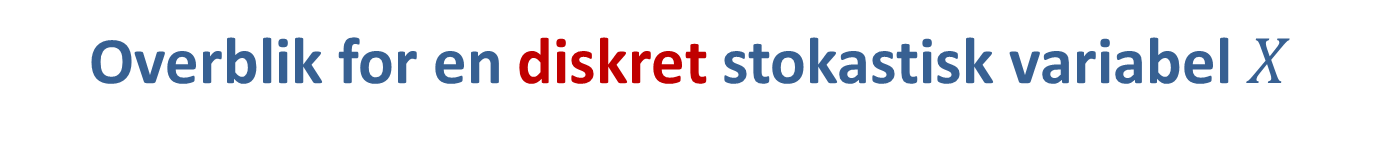 Overblik for en diskret stokastisk variabel X